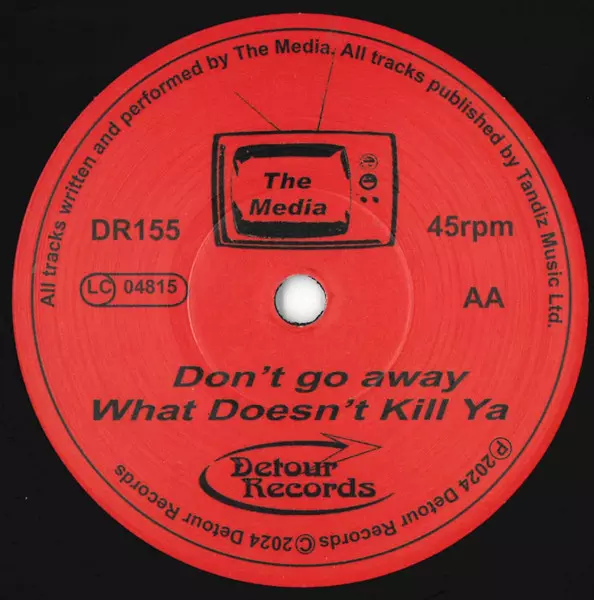 All tracks written and performed by The Media. All tracks published by Tandiz Music Ltd.
The
Media
DR155
45rpm
LC 04815
AA
Don't go away
What Doesn't Kill Ya
Detour
Records
℗2024 Detour Records ©2024 Detour Records